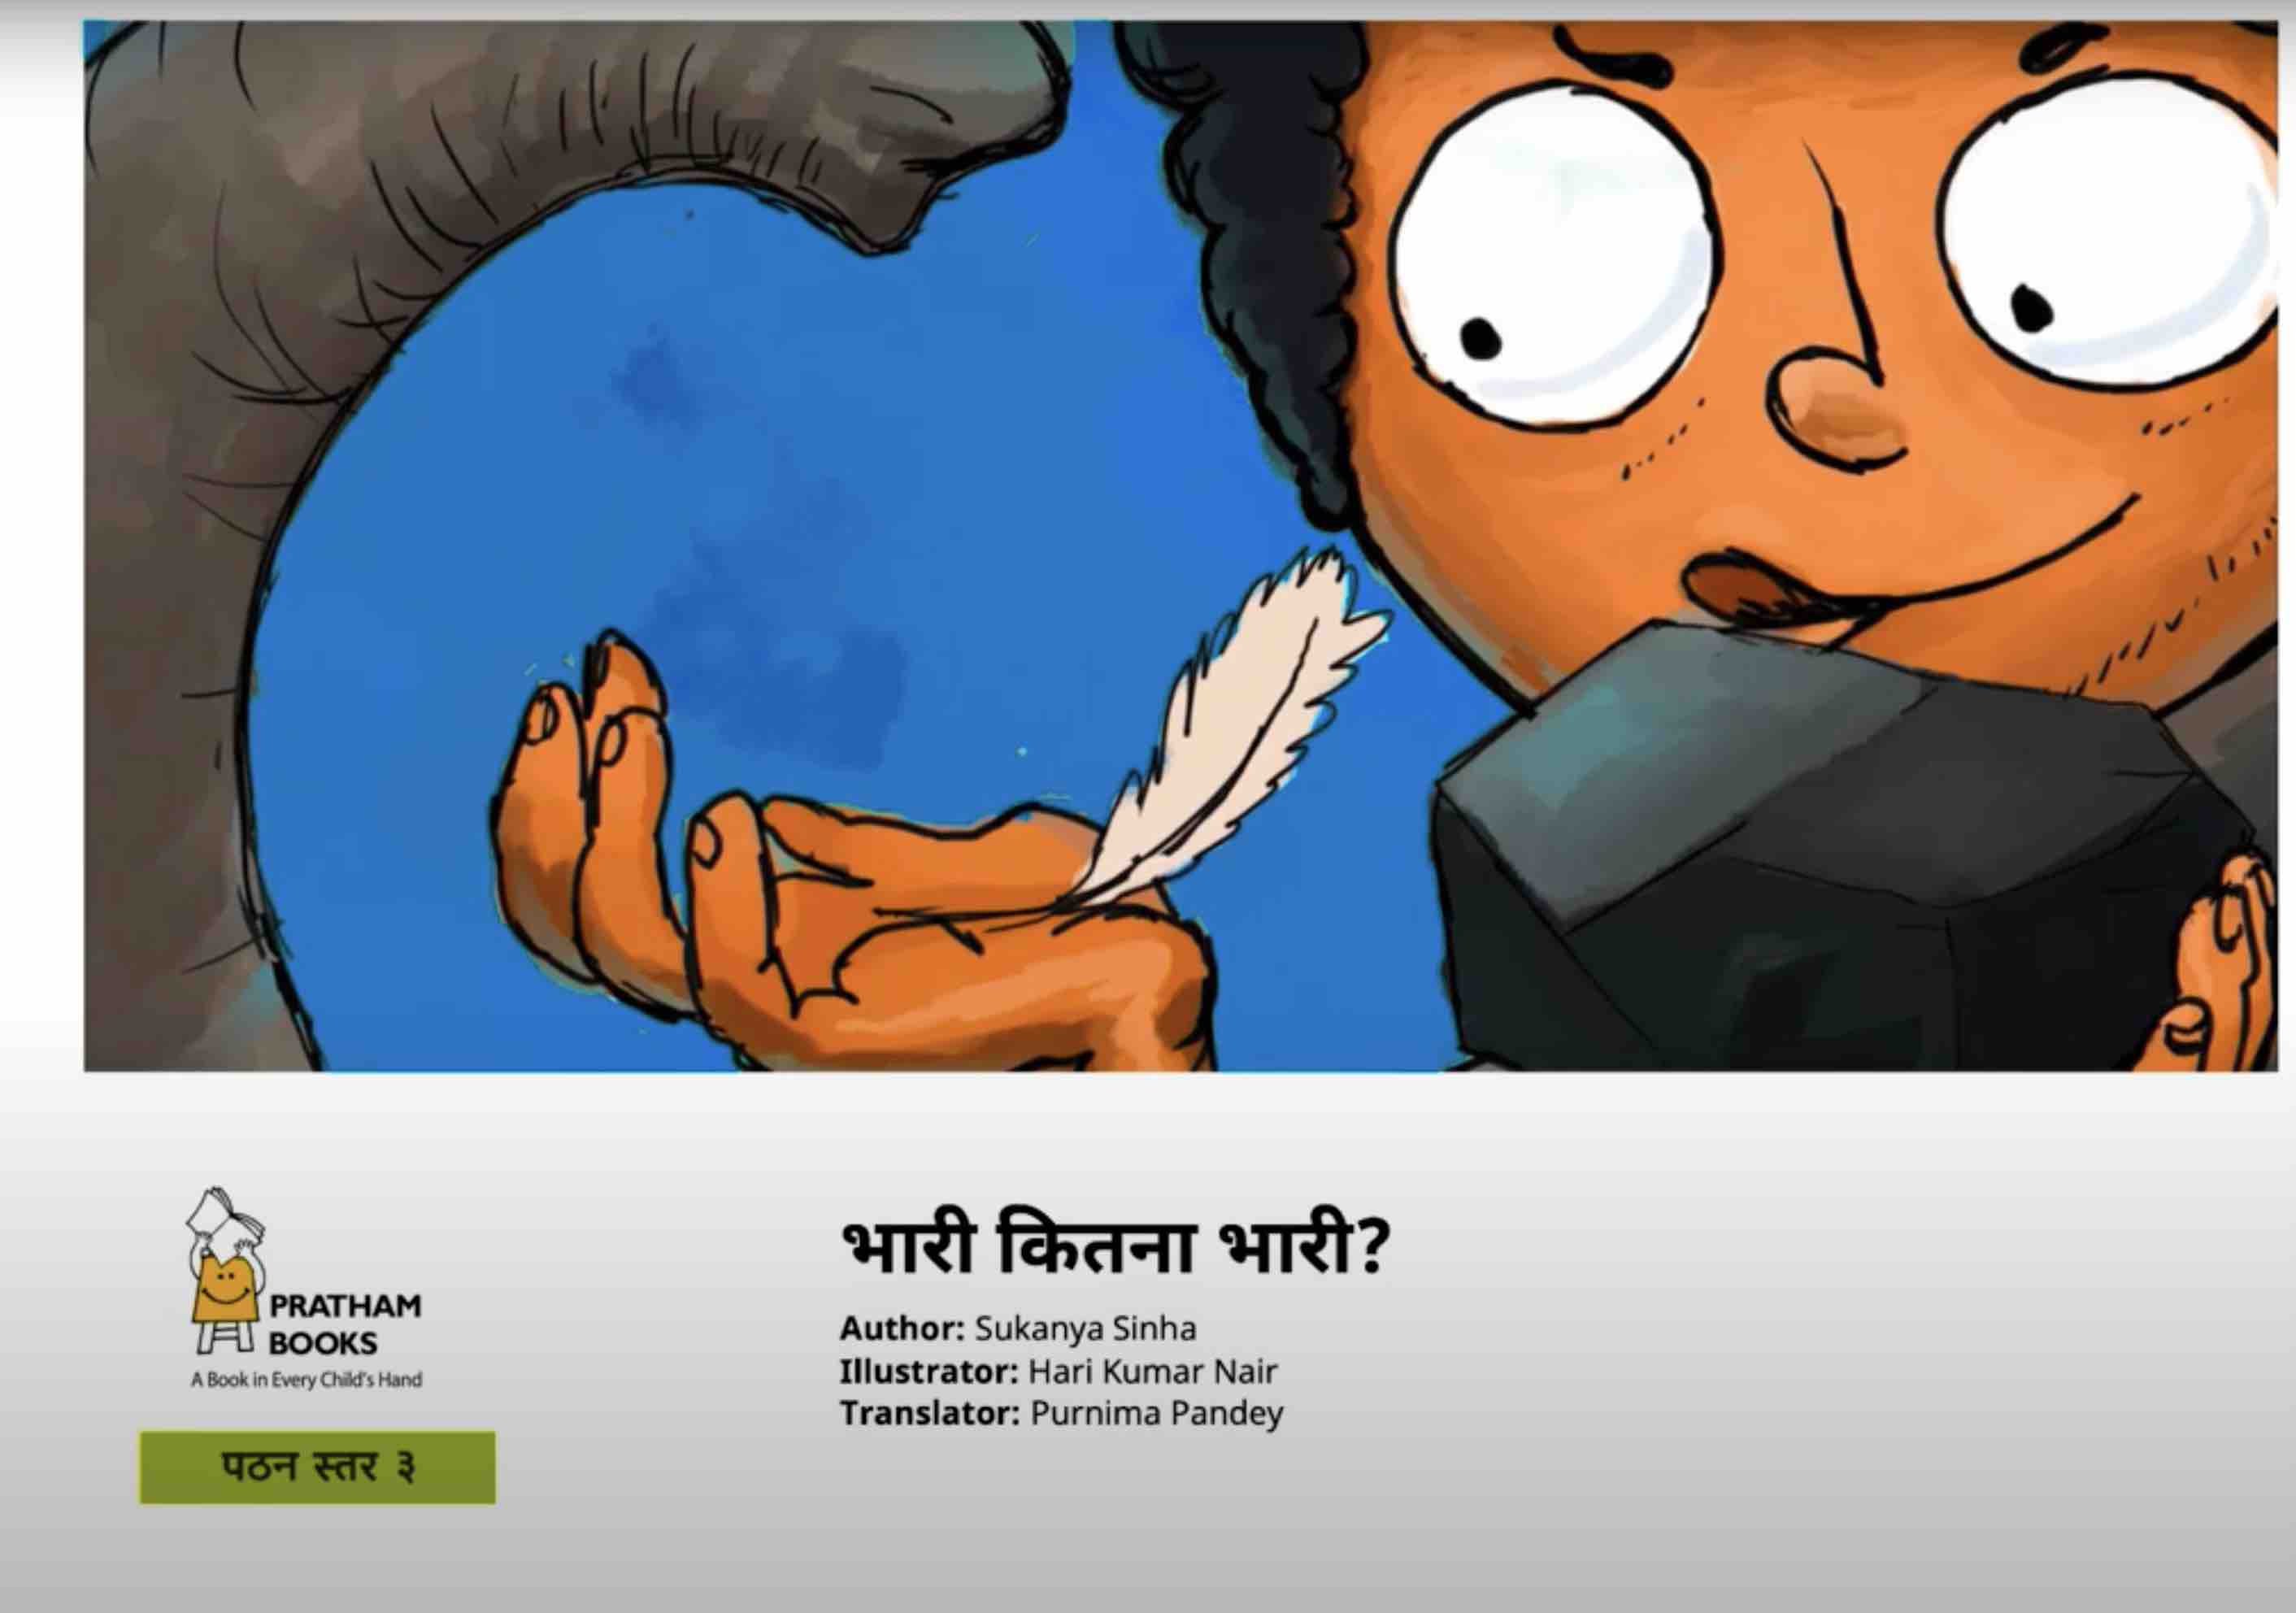 PRATHAM
BOOKS
A Book in Every Child's Hand
पठन स्तर ३
भारी कितना भारी?
Author: Sukanya Sinha
Illustrator: Hari Kumar Nair
Translator: Purnima Pandey